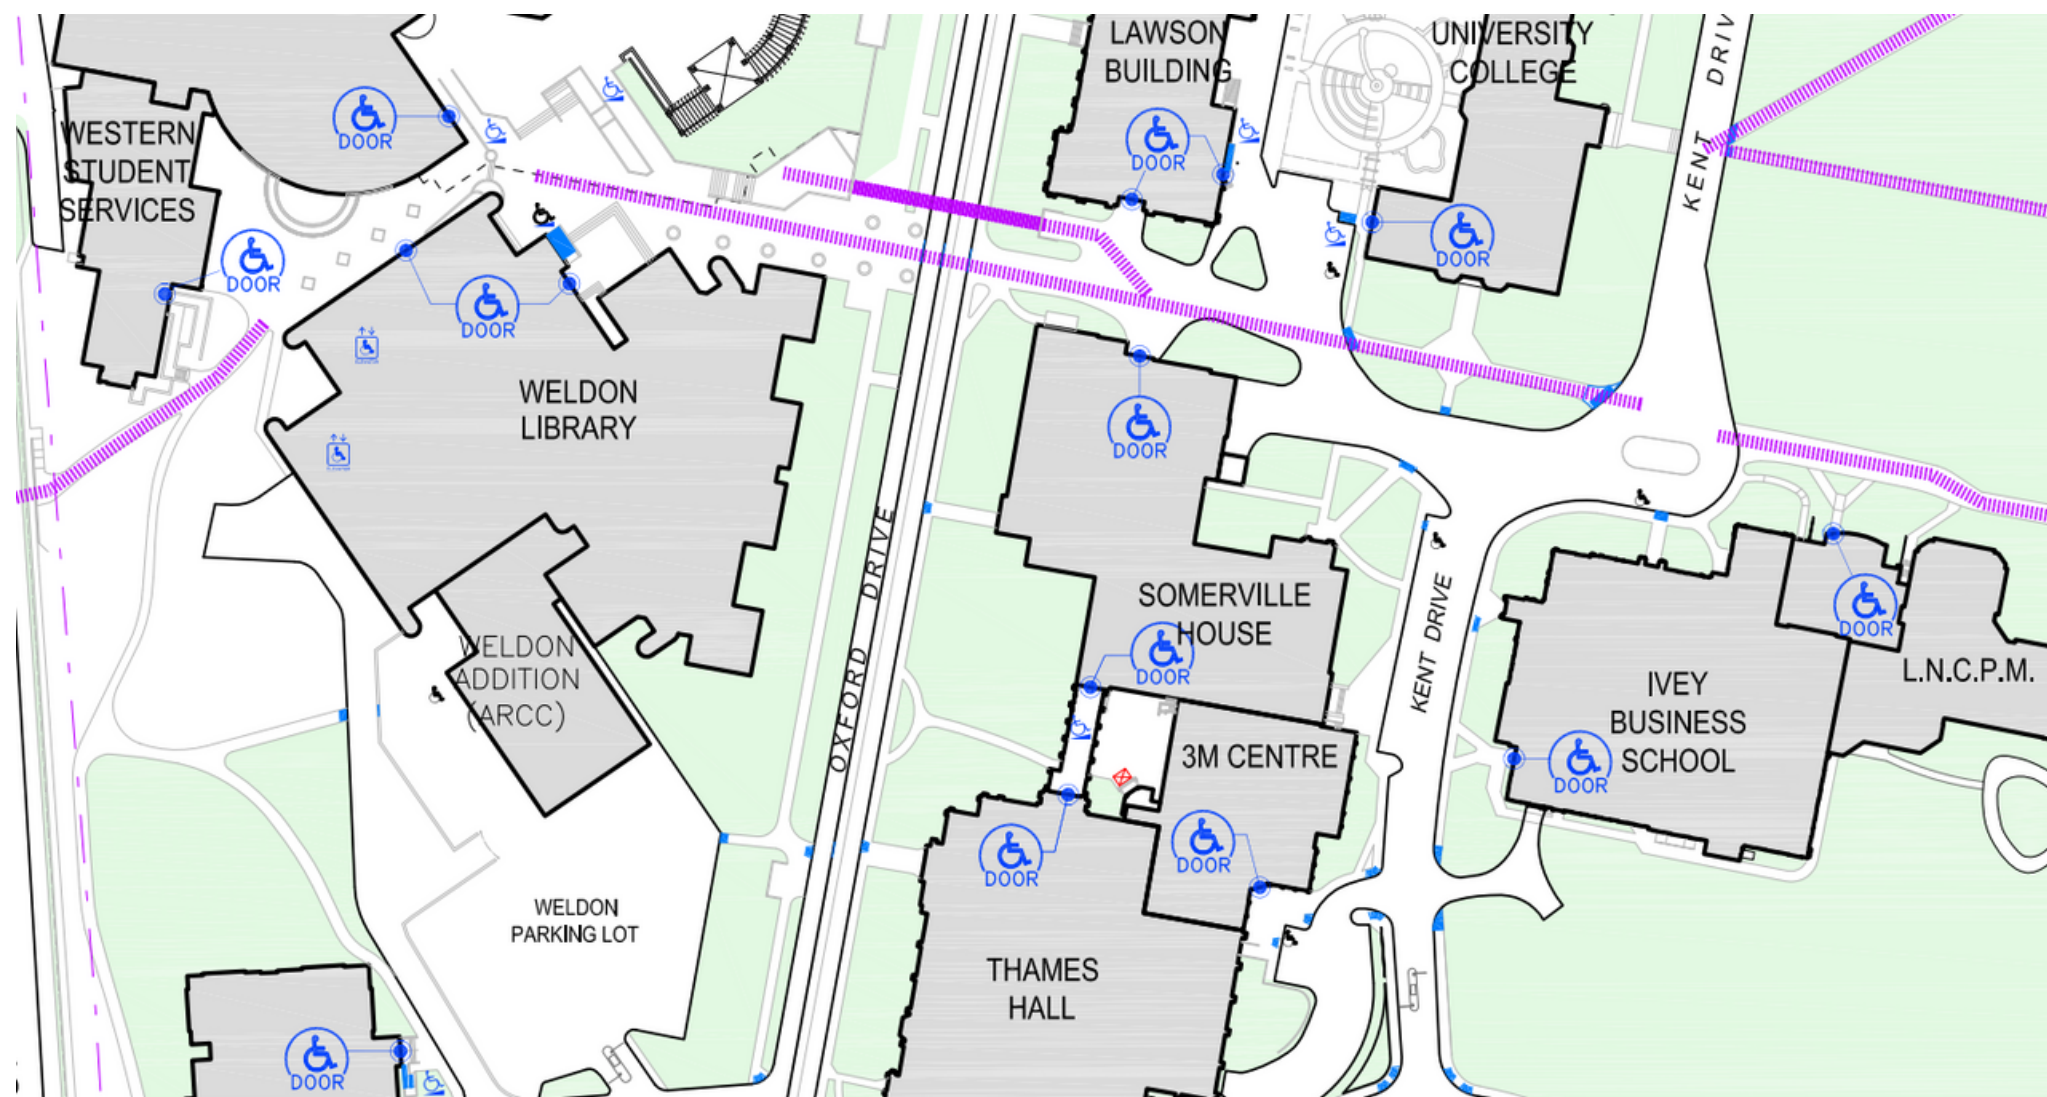 LAWSON
BUILDING
UNIVERSITY
COLLEGE
KENT DRIV
DOOR
WESTERN
STUDENT
SERVICES
DOOR
DOOR
DOOR
DOOR
WELDON
LIBRARY
DOOR
KENT DRIVE
OXFORD DRIVE
SOMERVILLE
HOUSE
DOOR
DOOR
L.N.C.P.M.
IVEY
BUSINESS
SCHOOL
DOOR
WELDON
ADDITION
(ARCC)
3M CENTRE
DOOR
DOOR
WELDON
PARKING LOT
THAMES
HALL
DOOR